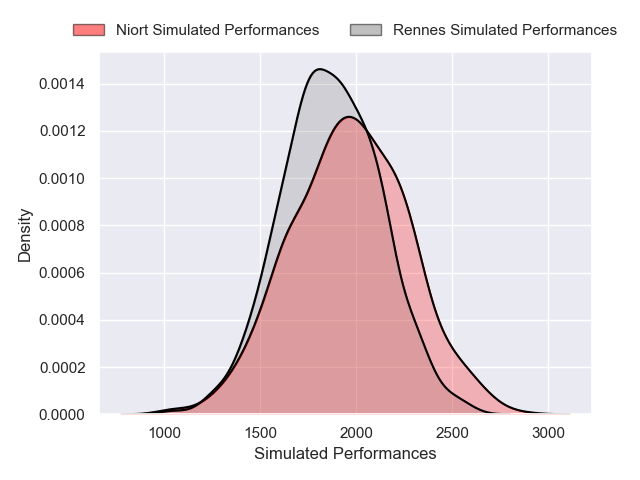 Niort Simulated Performances Rennes Simulated Performances
0.0014
0.0012
0.0010
0.0008
0.0006
0.0004
0.0002
0.0000
Density
1000 1500 2000 2500 3000
Simulated Performances